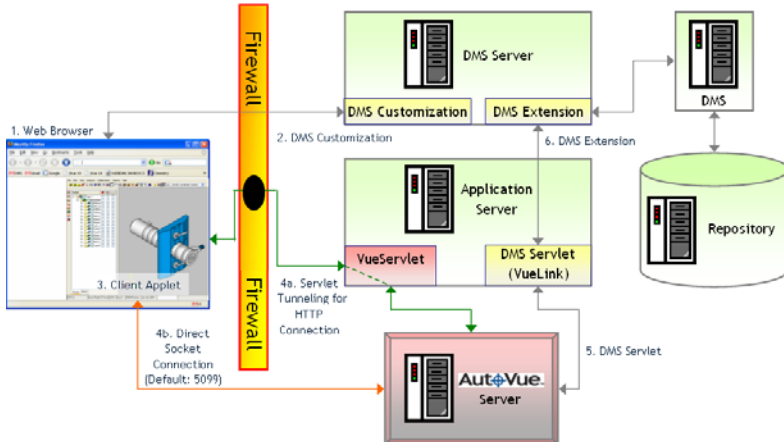 Firewall
DMS Server
DMS Customization
DMS Extension
DMS
1. Web Browser
2. DMS Customization
6. DMS Extension
Application
Server
Repository
VueServlet
DMS Servlet
(VueLink)
3. Client Applet
Firewall
4a. Servlet
Tunneling for
HTTP
Connection
4b. Direct
Socket
Connection
(Default: 5099)
5. DMS Servlet
AutoVue
Server